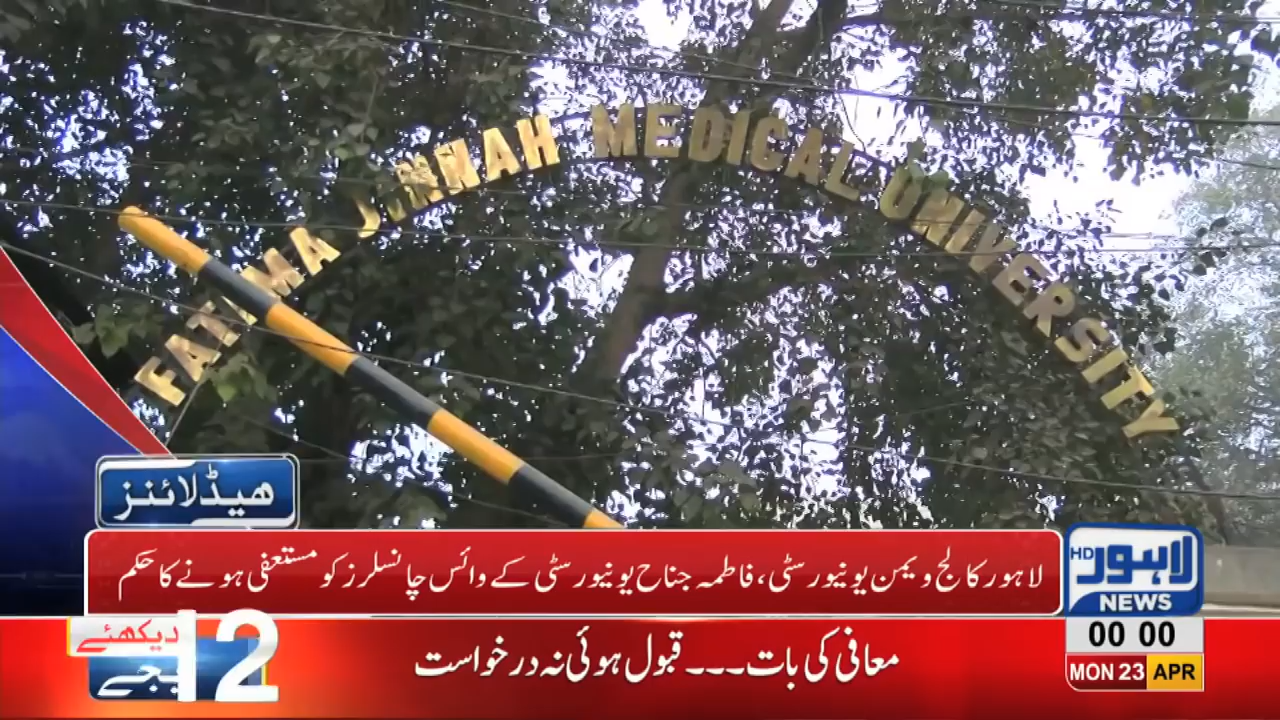 FATIMA JINNAH MEDICAL UNIVERSITY
ھیڈلائنز
لاہور کالج ویمن یونیورسٹی، فاطمہ جناح یونیورسٹی کے وائس چانسلرز کو مستعفی ہونے کا حکم
HD لاہور
NEWS
دیکھئے
12
بجے
معافی کی بات ۔۔۔ قبول ہوئی نہ درخواست
00 00
MON 23 APR